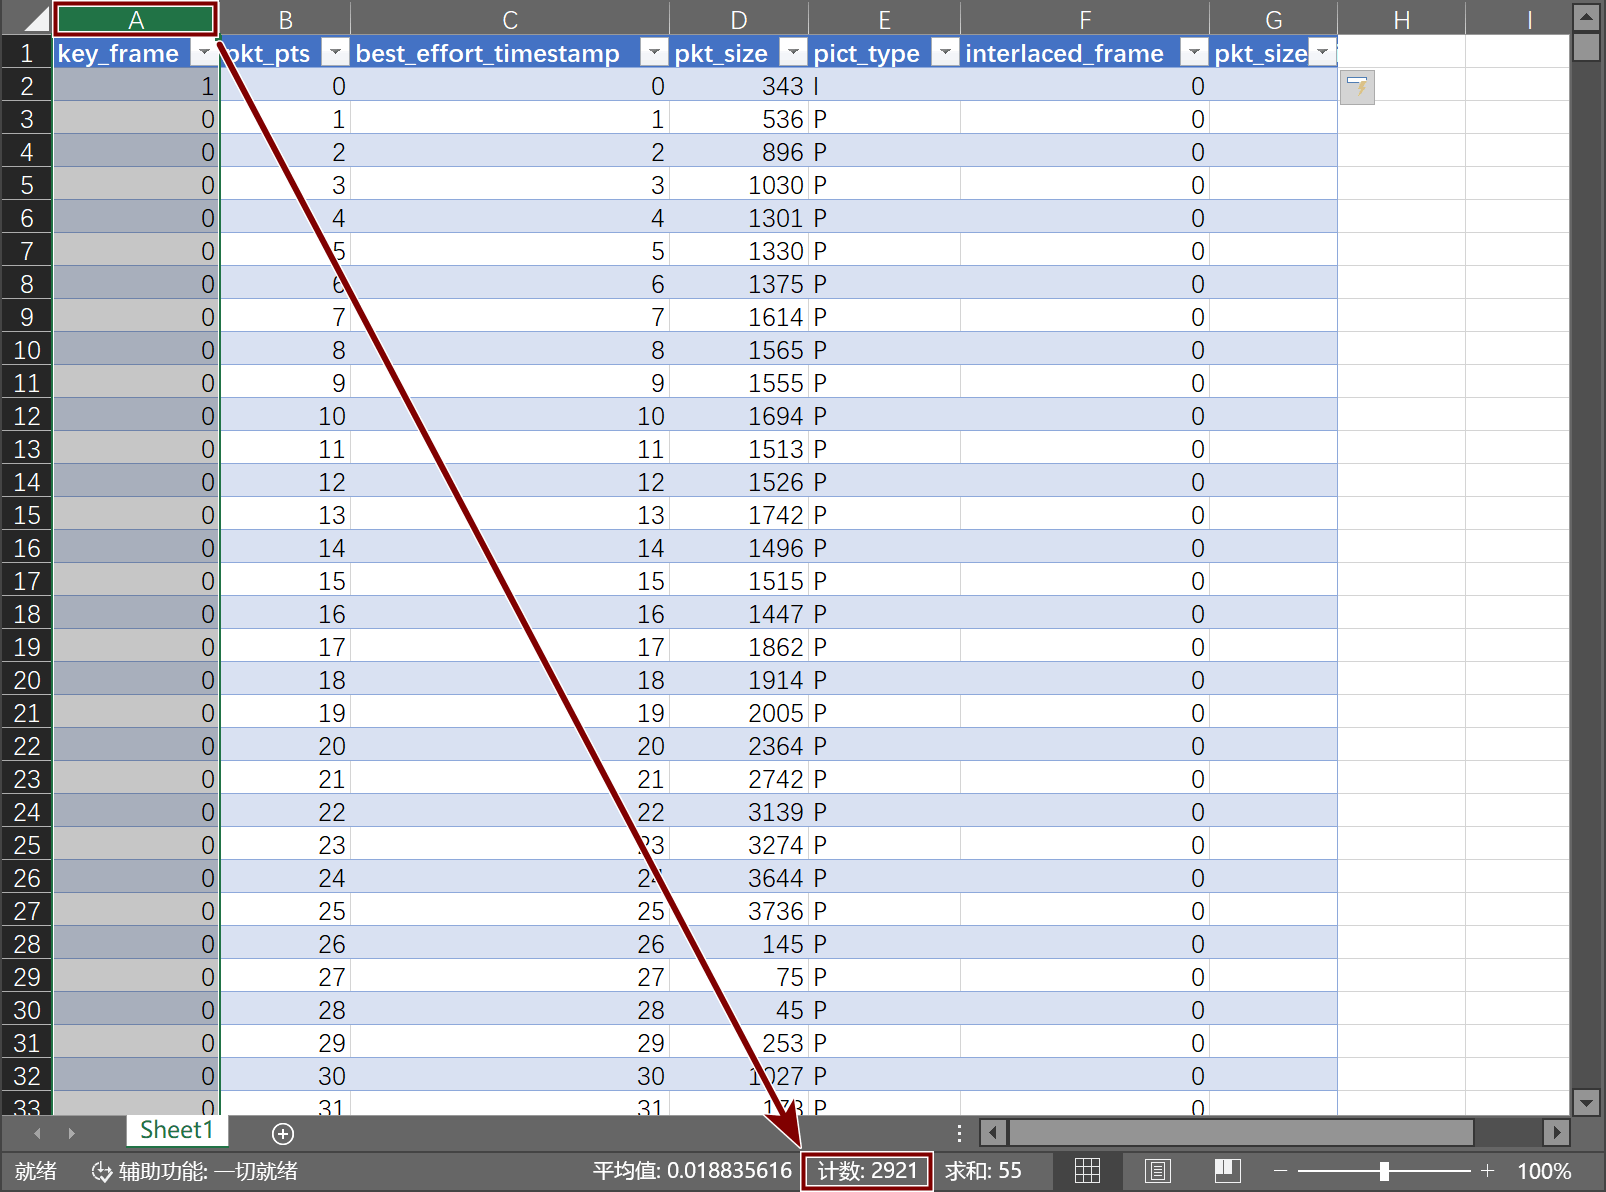 A B C D E F G H I
1 key_frame pkt_pts best_effort_timestamp pkt_size pict_type interlaced_frame pkt_size
2 1 0 0 343 I 0
3 0 1 1 536 P 0
4 0 2 2 896 P 0
5 0 3 3 1030 P 0
6 0 4 4 1301 P 0
7 0 5 5 1330 P 0
8 0 6 6 1375 P 0
9 0 7 7 1614 P 0
10 0 8 8 1565 P 0
11 0 9 9 1555 P 0
12 0 10 10 1694 P 0
13 0 11 11 1513 P 0
14 0 12 12 1526 P 0
15 0 13 13 1742 P 0
16 0 14 14 1496 P 0
17 0 15 15 1515 P 0
18 0 16 16 1447 P 0
19 0 17 17 1862 P 0
20 0 18 18 1914 P 0
21 0 19 19 2005 P 0
22 0 20 20 2364 P 0
23 0 21 21 2742 P 0
24 0 22 22 3139 P 0
25 0 23 23 3274 P 0
26 0 24 24 3644 P 0
27 0 25 25 3736 P 0
28 0 26 26 145 P 0
29 0 27 27 75 P 0
30 0 28 28 45 P 0
31 0 29 29 253 P 0
32 0 30 30 1027 P 0
33 0 31 31 P 0
Sheet1
就绪 辅助功能: 一切就绪 平均值: 0.018835616 计数: 2921 求和: 55 100%